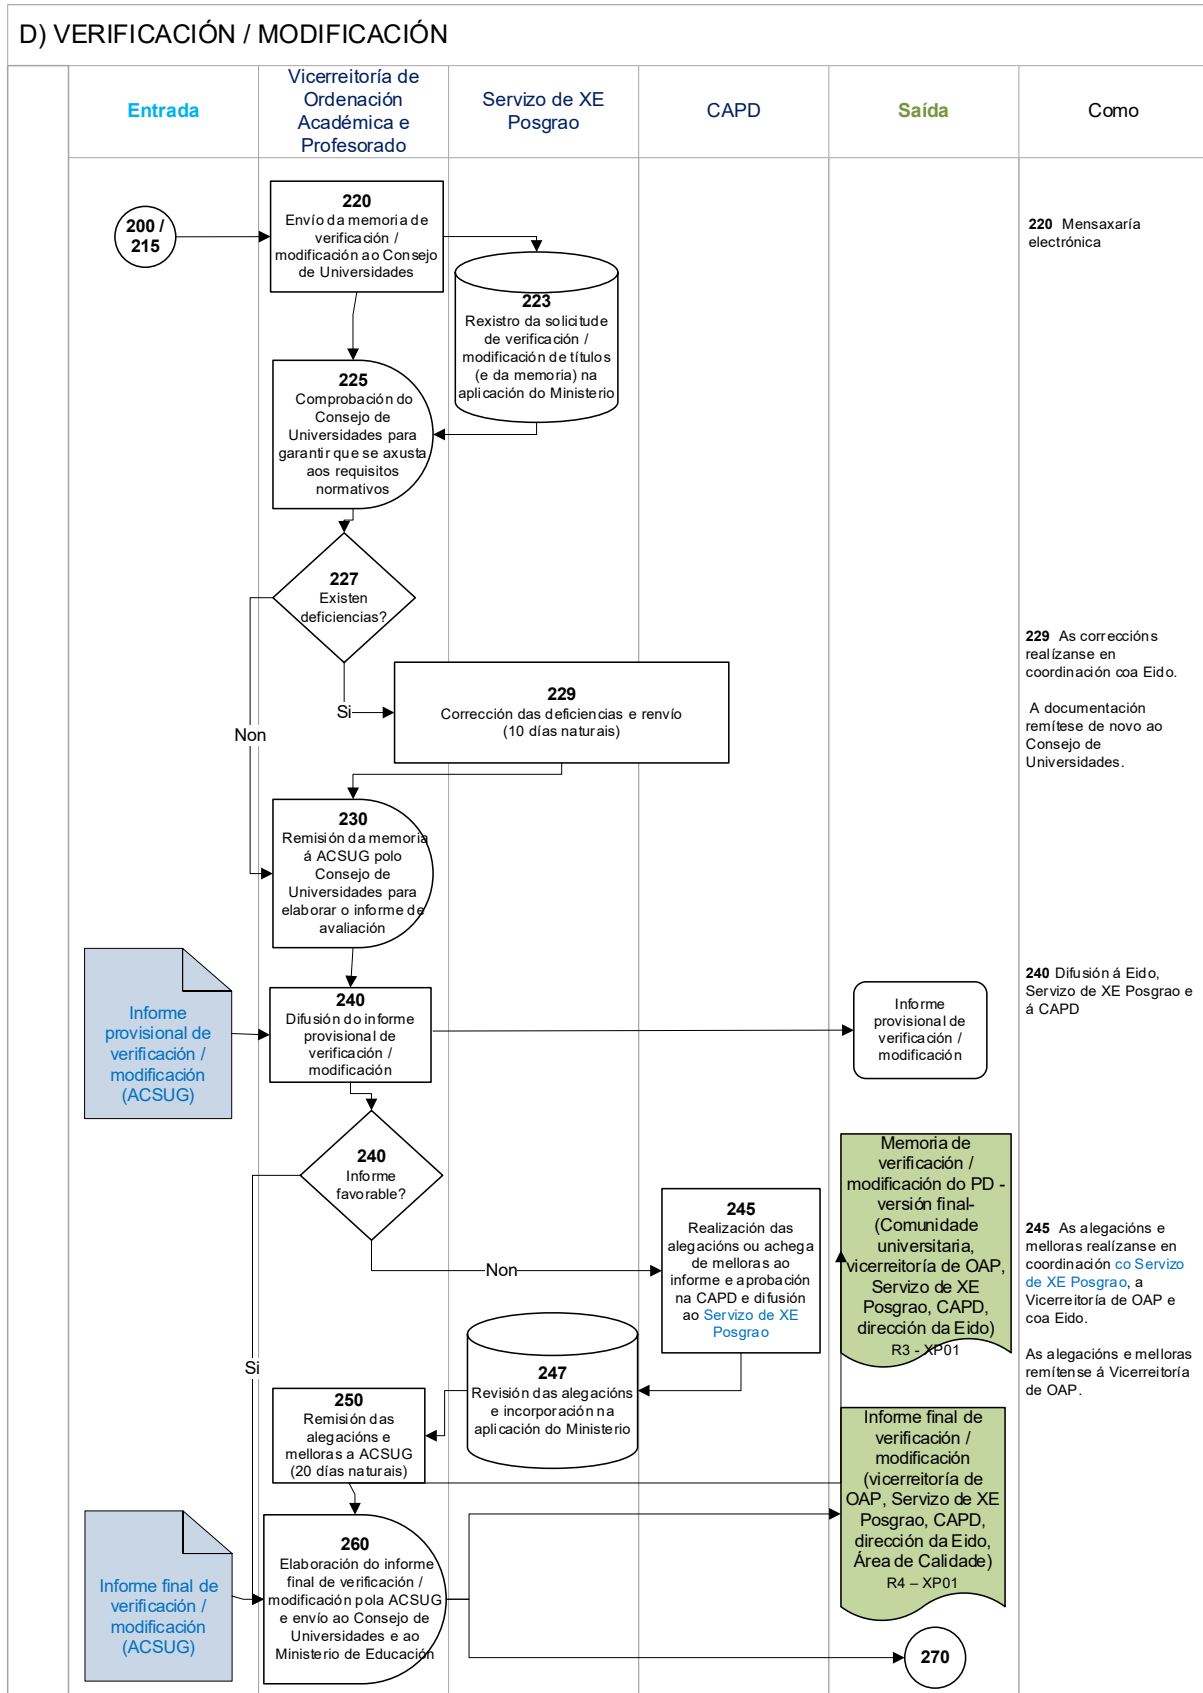 D) VERIFICACIÓN / MODIFICACIÓN
Entrada
Vicerreitoría de
Ordenación
Académica e
Profesorado
Servizo de XE
Posgrao
CAPD
Saída
Como
200 /
215
220
Envío da memoria de
verificación /
modificación ao Consejo
de Universidades
220 Mensaxaría
electrónica
223
Rexistro da solicitude
de verificación /
modificación de títulos
(e da memoria) na
aplicación do Ministerio
225
Comprobación do
Consejo de
Universidades para
garantir que se axusta
aos requisitos
normativos
227
Existen
deficiencias?
Si
Non
229
Corrección das deficiencias e renvío
(10 días naturais)
229 As correccións
realízanse en
coordinación coa Eido.
A documentación
remítese de novo ao
Consejo de
Universidades.
230
Remisión da memoria
á ACSUG polo
Consejo de
Universidades para
elaborar o informe de
avaliación
Informe
provisional de
verificación /
modificación
(ACSUG)
240
Difusión do informe
provisional de
verificación /
modificación
Informe
provisional de
verificación /
modificación
240 Difusión á Eido,
Servizo de XE Posgrao e
á CAPD
240
Informe
favorable?
Non
Si
245
Realización das
alegacións ou achega
de melloras ao
informe e aprobación
na CAPD e difusión
ao Servizo de XE
Posgrao
Memoria de
verificación /
modificación do PD -
versión final-
(Comunidade
universitaria,
vicerreitoría de OAP,
Servizo de XE
Posgrao, CAPD,
dirección da Eido)
R3 - XP01
245 As alegacións e
melloras realízanse en
coordinación co Servizo
de XE Posgrao, a
Vicerreitoría de OAP e
coa Eido.
As alegacións e melloras
remítense á Vicerreitoría
de OAP.
247
Revisión das alegacións
e incorporación na
aplicación do Ministerio
250
Remisión das
alegacións e
melloras a ACSUG
(20 días naturais)
Informe final de
verificación /
modificación
(vicerreitoría de
OAP, Servizo de XE
Posgrao, CAPD,
dirección da Eido,
Área de Calidade)
R4 – XP01
Informe final de
verificación /
modificación
(ACSUG)
260
Elaboración do informe
final de verificación /
modificación pola ACSUG
e envío ao Consejo de
Universidades e ao
Ministerio de Educación
270